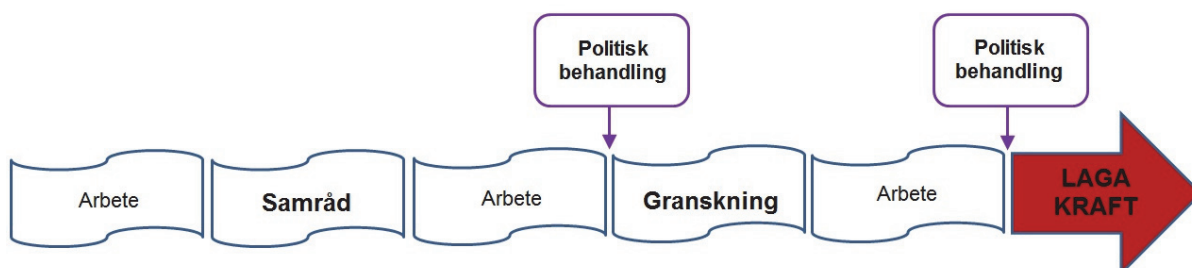 Politisk
behandling
Politisk
behandling
Arbete
Samråd
Arbete
Granskning
Arbete
LAGA
KRAFT